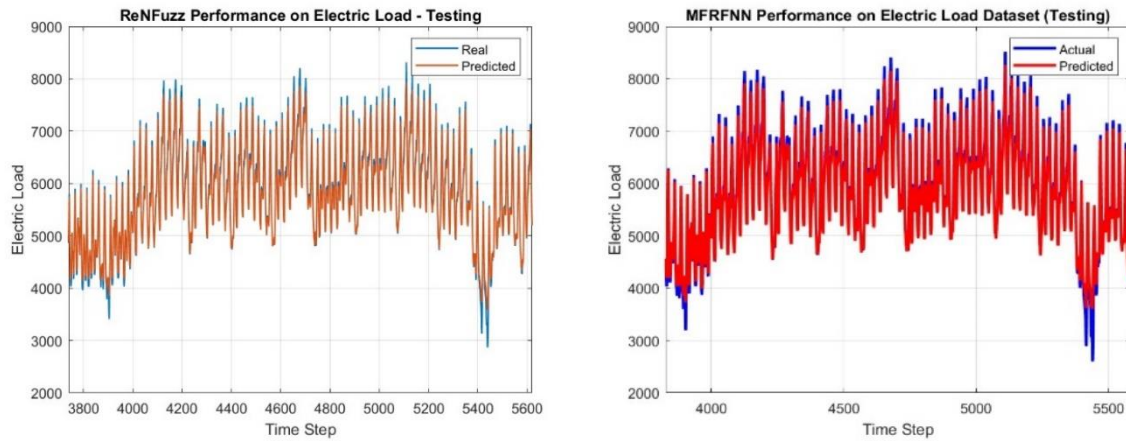 ReNFuzz Performance on Electric Load - Testing
9000
8000
7000
6000
5000
4000
3000
2000
Electric Load
Real
Predicted
3800 4000 4200 4400 4600 4800 5000 5200 5400 5600
Time Step
MFRFNN Performance on Electric Load Dataset (Testing)
9000
8000
7000
6000
5000
4000
3000
2000
Electric Load
Actual
Predicted
4000 4500 5000 5500
Time Step